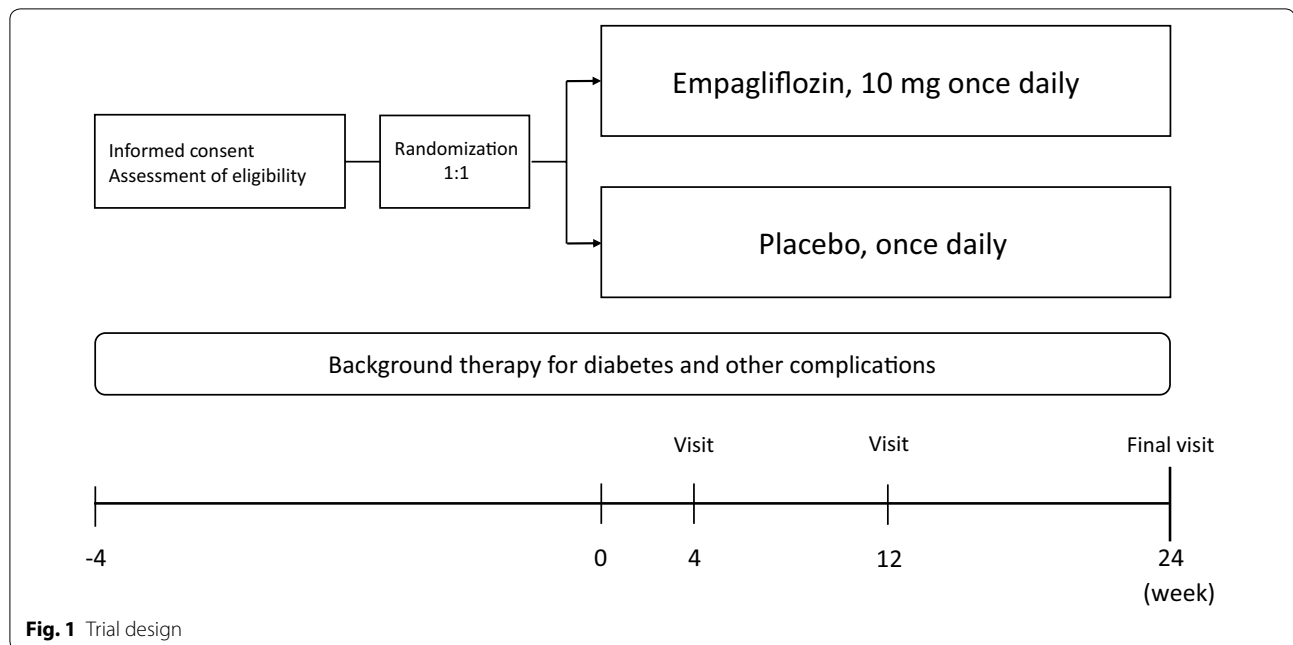 Informed consent
Assessment of eligibility
Randomization
1:1
Empagliflozin, 10 mg once daily
Placebo, once daily
Background therapy for diabetes and other complications
Visit
Visit
Final visit
-4
0
4
12
24
(week)
Fig. 1 Trial design